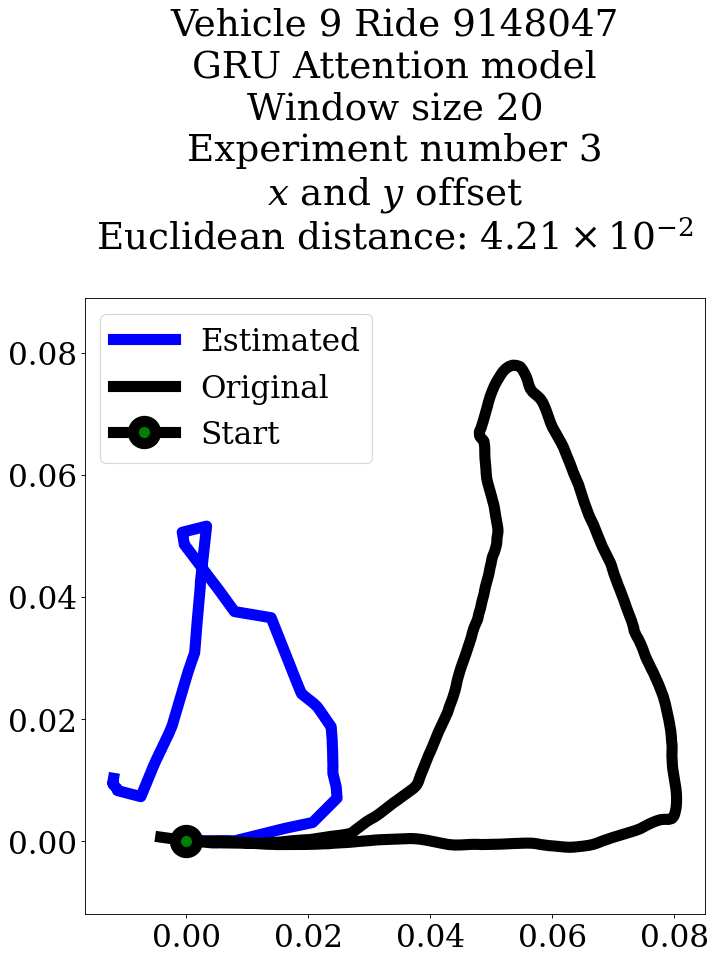 Vehicle 9 Ride 9148047
GRU Attention model
Window size 20
Experiment number 3
x and y offset
Euclidean distance: 4.21 × 10⁻²
Estimated
Original
Start
0.08
0.06
0.04
0.02
0.00
0.00 0.02 0.04 0.06 0.08